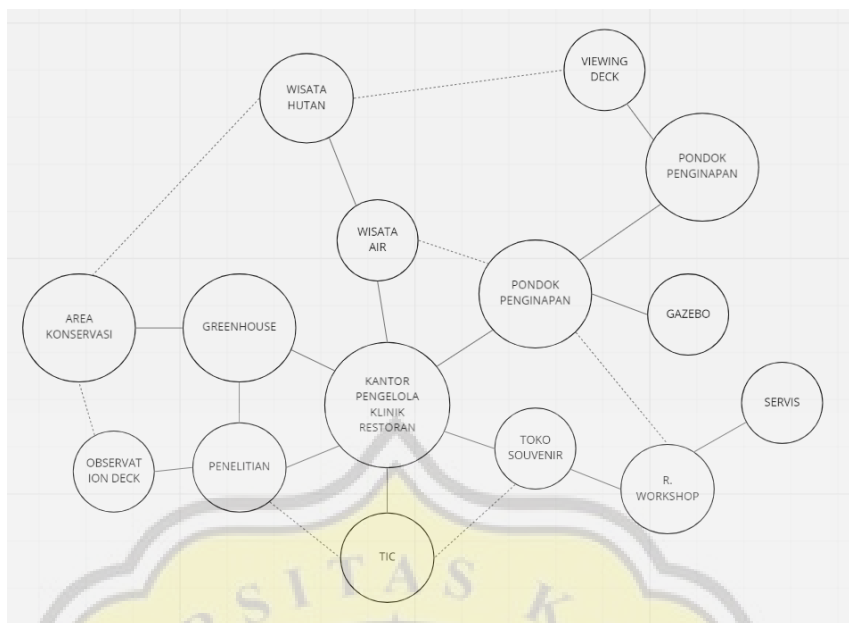 VIEWING
DECK
WISATA
HUTAN
PONDOK
PENGINAPAN
WISATA
AIR
PONDOK
PENGINAPAN
AREA
KONSERVASI
GREENHOUSE
GAZEBO
KANTOR
PENGELOLA
KLINIK
RESTORAN
SERVIS
TOKO
SOUVENIR
OBSERVAT
ION DECK
PENELITIAN
R.
WORKSHOP
TIC
RSITAS K